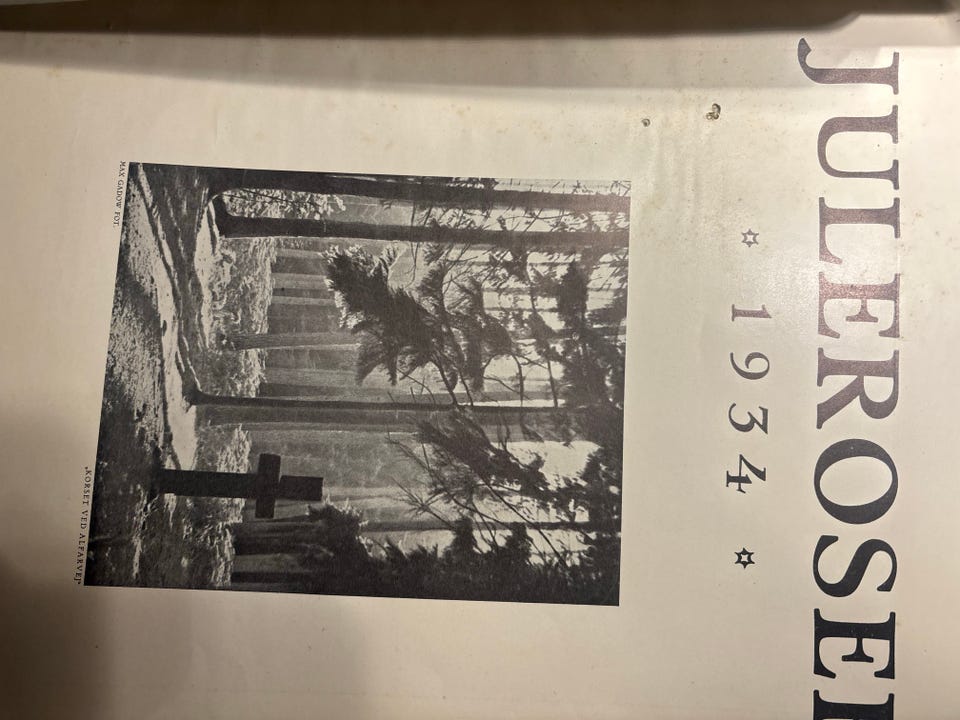 JULEROSE
1934
MAX GADOW FOT.
„KORSET VED ALFARVEJ“